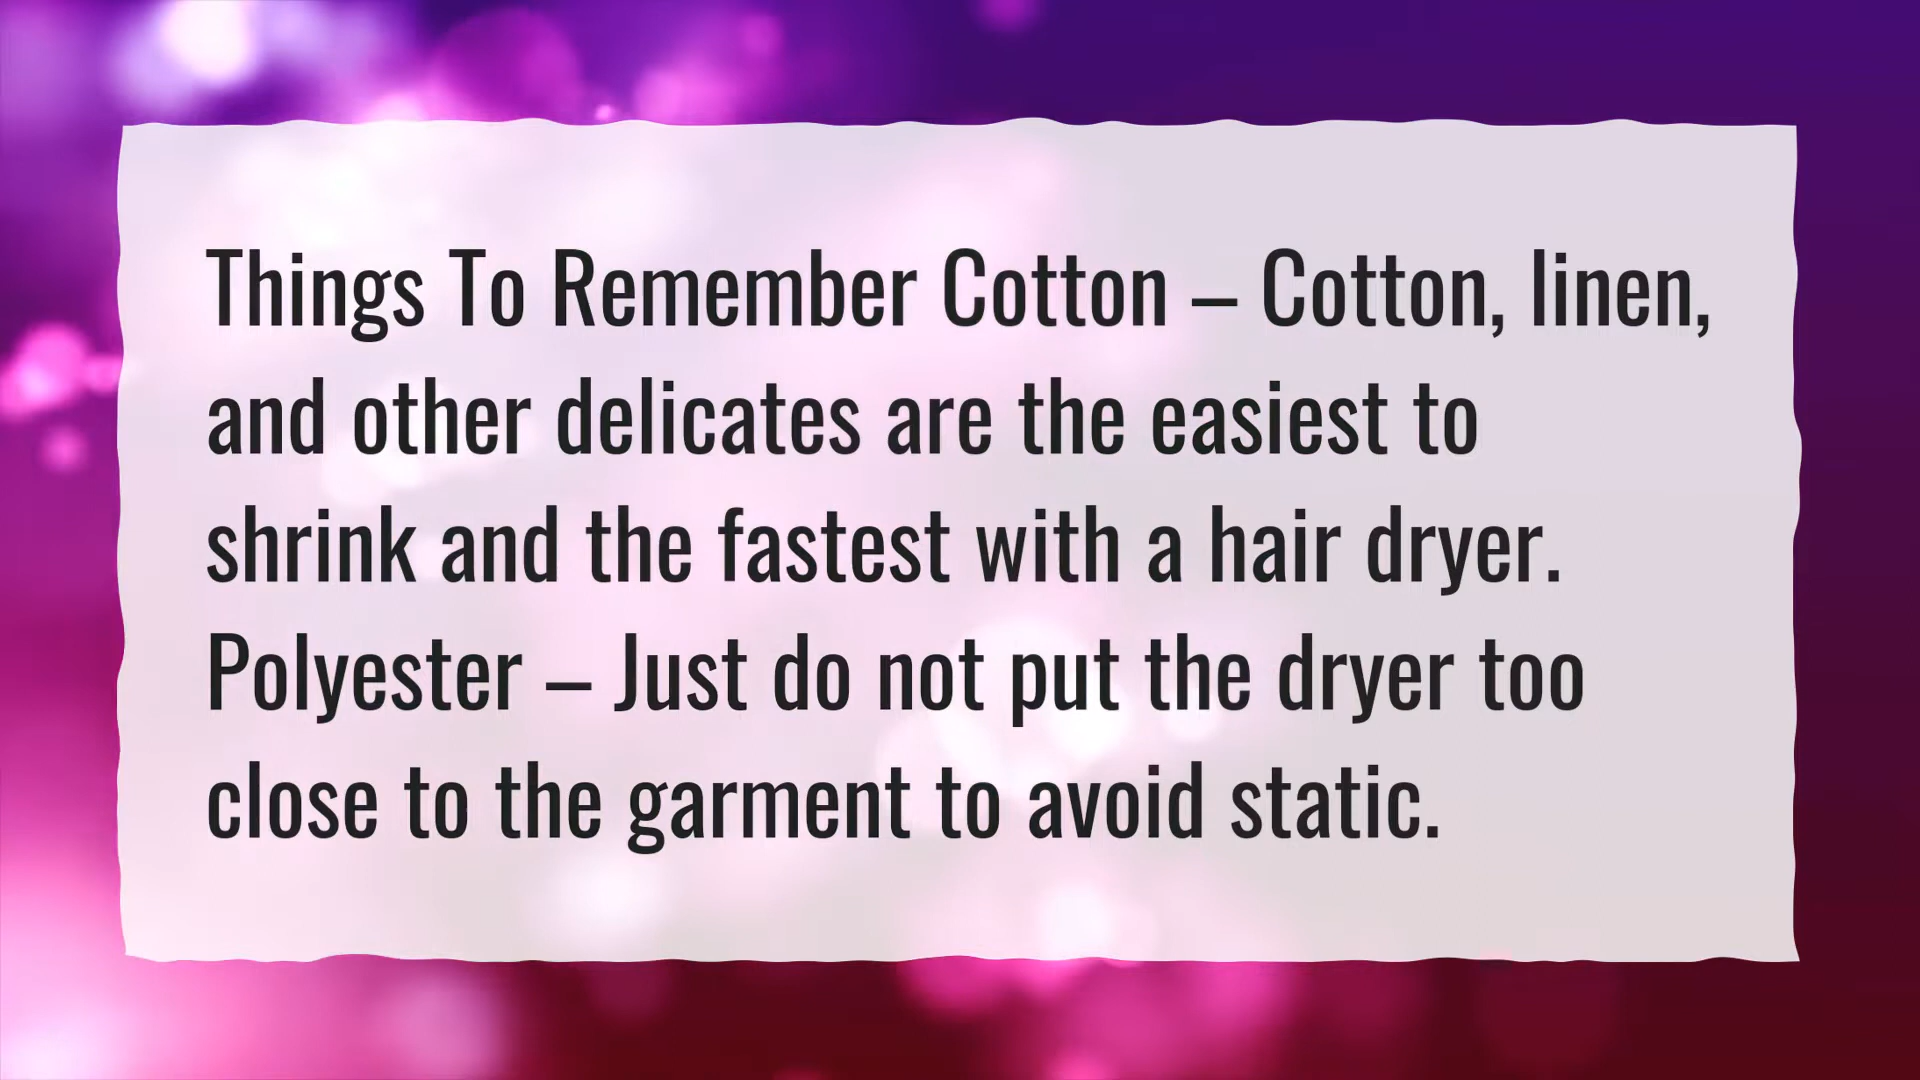 Things To Remember Cotton – Cotton, linen,
and other delicates are the easiest to
shrink and the fastest with a hair dryer.
Polyester – Just do not put the dryer too
close to the garment to avoid static.